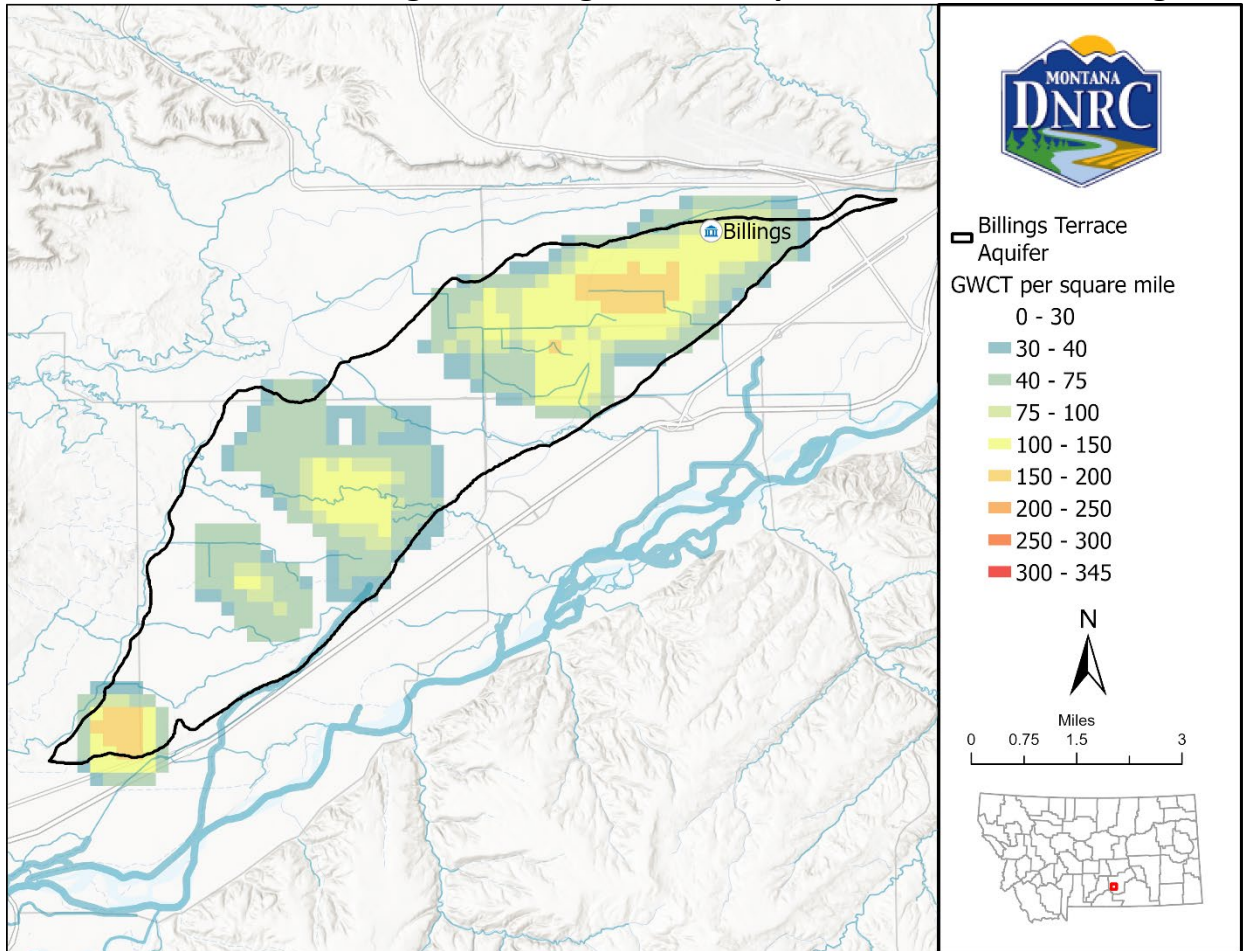 Billings
MONTANA
DNRC
Billings Terrace
Aquifer
GWCT per square mile
0 - 30
30 - 40
40 - 75
75 - 100
100 - 150
150 - 200
200 - 250
250 - 300
300 - 345
N
Miles
0 0.75 1.5 3